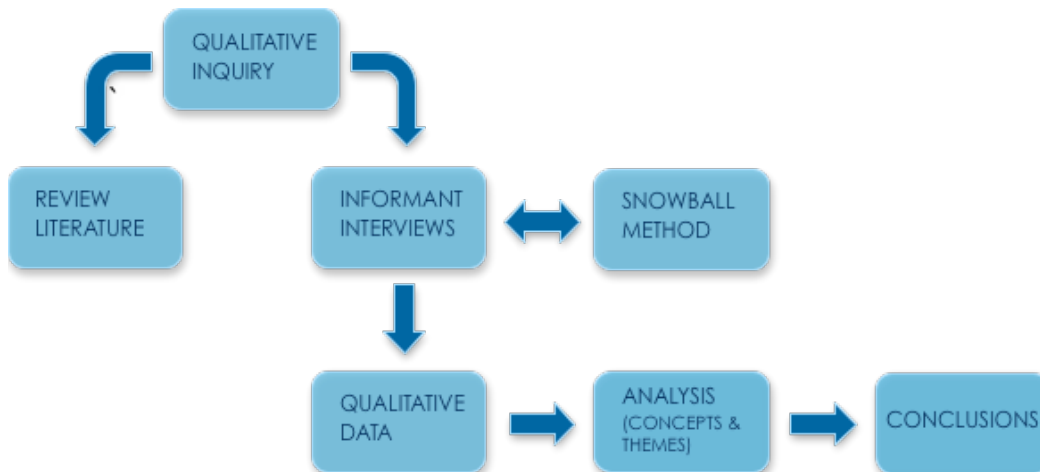 QUALITATIVE
INQUIRY
REVIEW
LITERATURE
INFORMANT
INTERVIEWS
SNOWBALL
METHOD
QUALITATIVE
DATA
ANALYSIS
(CONCEPTS &
THEMES)
CONCLUSIONS